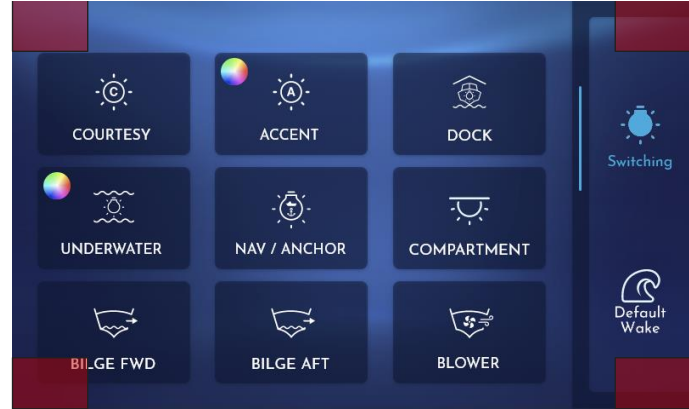 C
COURTESY
A
ACCENT
DOCK
UNDERWATER
NAV / ANCHOR
COMPARTMENT
BILGE FWD
BILGE AFT
BLOWER
Switching
Default
Wake